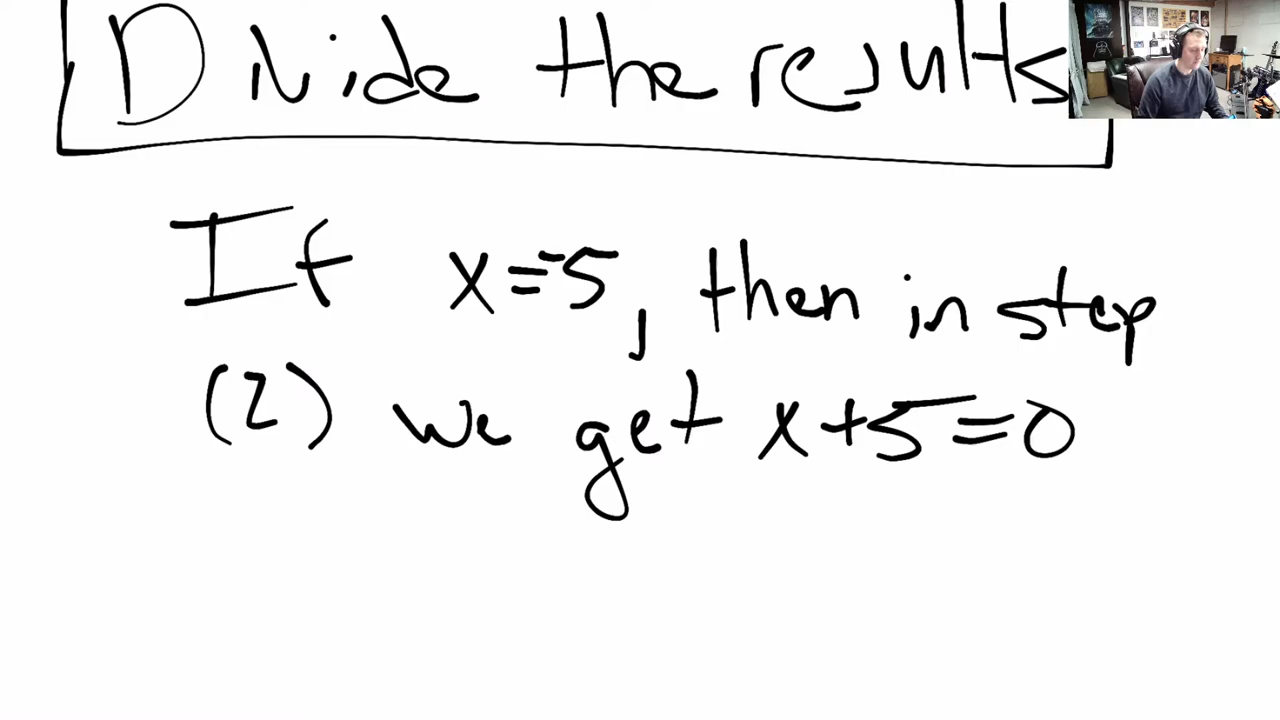 Divide the results
If x=-5, then in step
(2) we get x+5=0